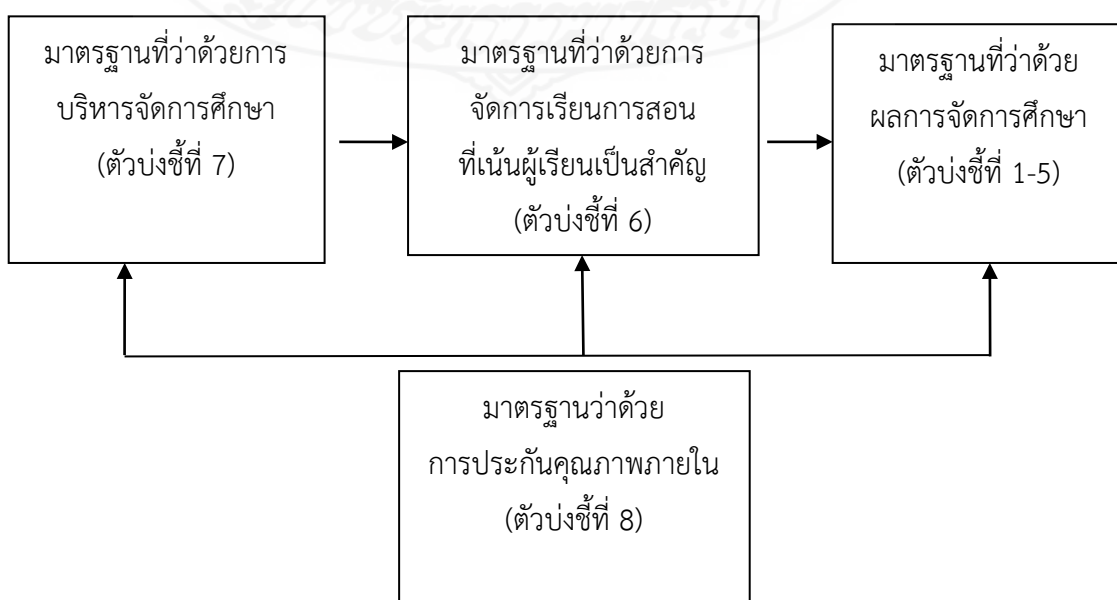 มาตรฐานที่ว่าด้วยการ
บริหารจัดการศึกษา
(ตัวบ่งชี้ที่ 7)
มาตรฐานที่ว่าด้วยการ
จัดการเรียนการสอน
ที่เน้นผู้เรียนเป็นสำคัญ
(ตัวบ่งชี้ที่ 6)
มาตรฐานที่ว่าด้วย
ผลการจัดการศึกษา
(ตัวบ่งชี้ที่ 1-5)
มาตรฐานว่าด้วย
การประกันคุณภาพภายใน
(ตัวบ่งชี้ที่ 8)